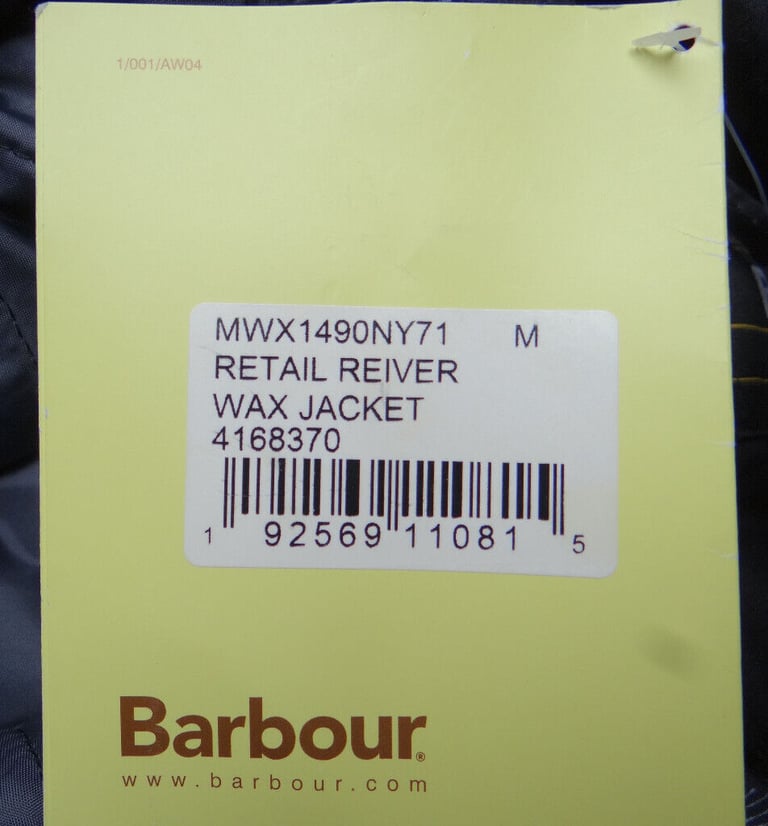 1/001/AW04
MWX1490NY71 M
RETAIL REIVER
WAX JACKET
4168370
1 92569 11081 5
Barbour®
www.barbour.com